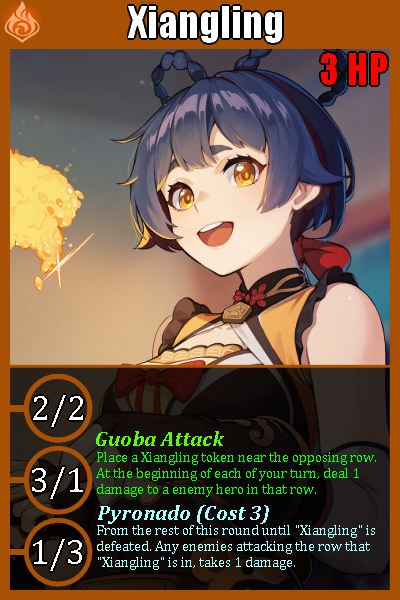 Xiangling
3 HP
2/2
Guoba Attack
Place a Xiangling token near the opposing row.
At the beginning of each of your turn, deal 1
damage to a enemy hero in that row.
3/1
Pyronado (Cost 3)
From the rest of this round until "Xiangling" is
defeated. Any enemies attacking the row that
"Xiangling" is in, takes 1 damage.
1/3